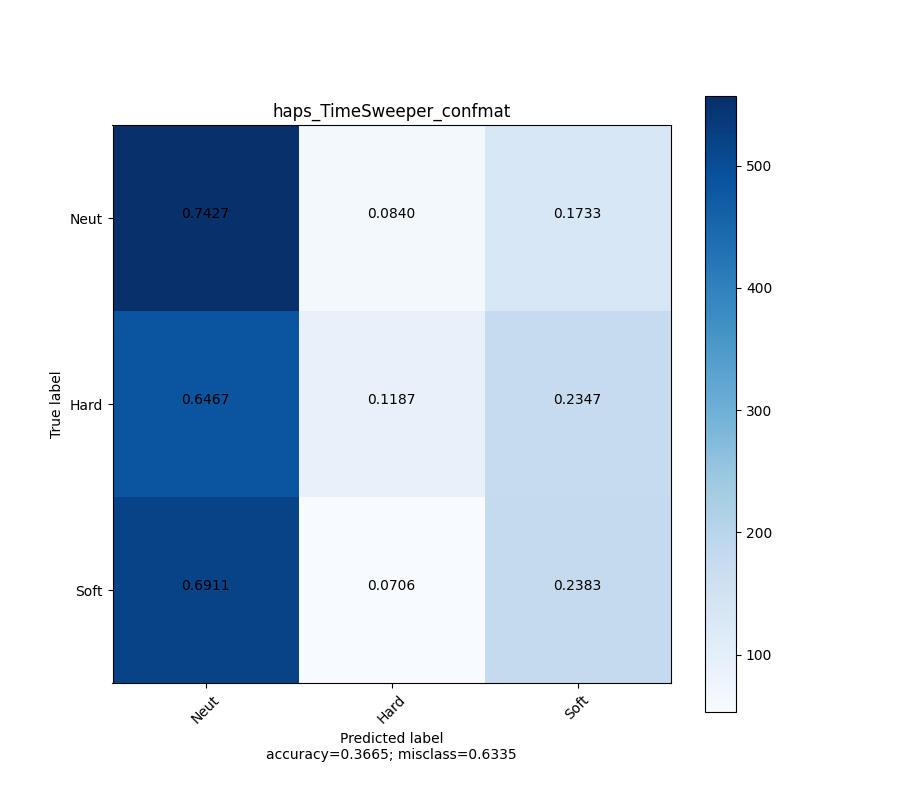 haps_TimeSweeper_confmat
Neut
0.7427 0.0840 0.1733
Hard
0.6467 0.1187 0.2347
Soft
0.6911 0.0706 0.2383
True label
Neut Hard Soft
Predicted label
accuracy=0.3665; misclass=0.6335
500
400
300
200
100